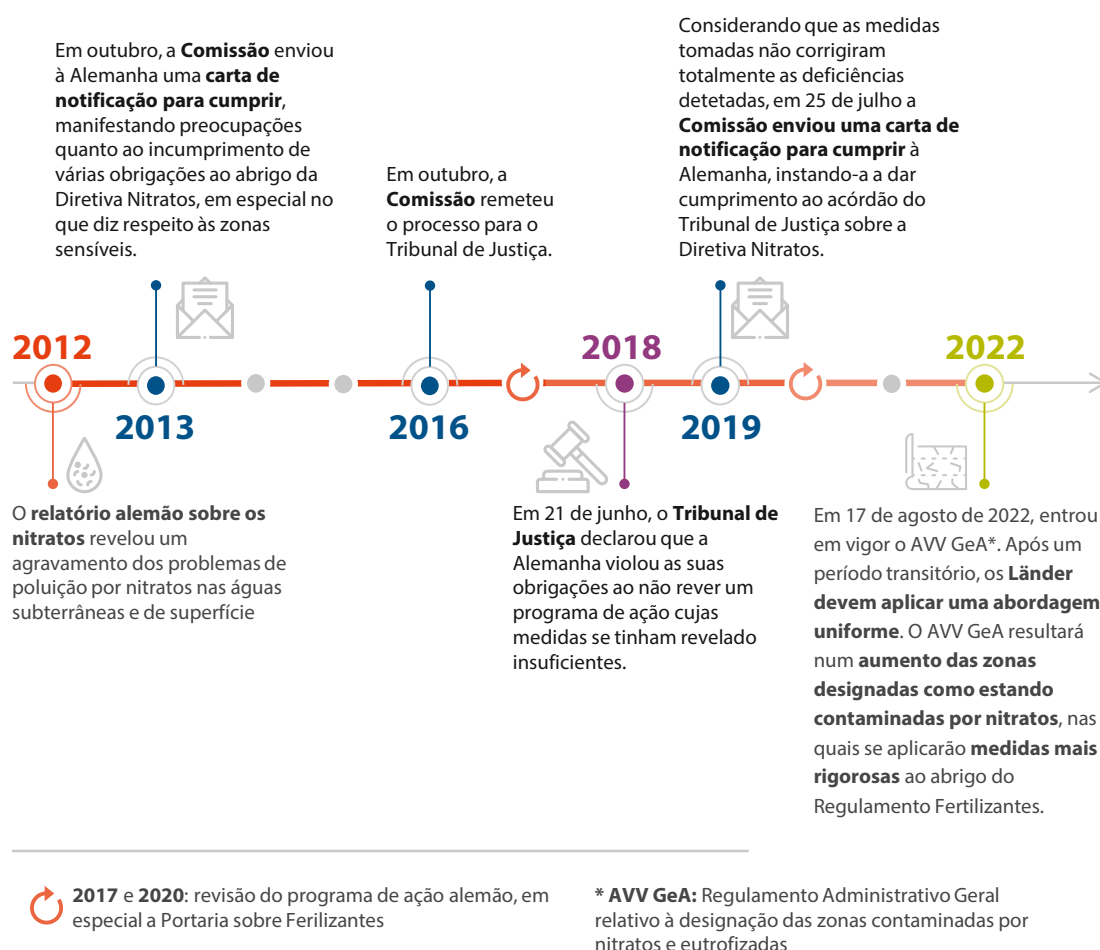 Em outubro, a Comissão enviou
à Alemanha uma carta de
notificação para cumprir,
manifestando preocupações
quanto ao incumprimento de
várias obrigações ao abrigo da
Diretiva Nitratos, em especial no
que diz respeito às zonas
sensíveis.
Em outubro, a
Comissão remeteu
o processo para o
Tribunal de Justiça.
Considerando que as medidas
tomadas não corrigiram
totalmente as deficiências
detetadas, em 25 de julho a
Comissão enviou uma carta de
notificação para cumprir à
Alemanha, instando-a a dar
cumprimento ao acórdão do
Tribunal de Justiça sobre a
Diretiva Nitratos.
2012
2013
2016
2018
2019
2022
O relatório alemão sobre os
nitratos revelou um
agravamento dos problemas de
poluição por nitratos nas águas
subterrâneas e de superfície
Em 21 de junho, o Tribunal de
Justiça declarou que a
Alemanha violou as suas
obrigações ao não rever um
programa de ação cujas
medidas se tinham revelado
insuficientes.
Em 17 de agosto de 2022, entrou
em vigor o AVV GeA*. Após um
período transitório, os Länder
devem aplicar uma abordagem
uniforme. O AVV GeA resultará
num aumento das zonas
designadas como estando
contaminadas por nitratos, nas
quais se aplicarão medidas mais
rigorosas ao abrigo do
Regulamento Fertilizantes.
2017 e 2020: revisão do programa de ação alemão, em
especial a Portaria sobre Ferilizantes
* AVV GeA: Regulamento Administrativo Geral
relativo à designação das zonas contaminadas por
nitratos e eutrofizadas